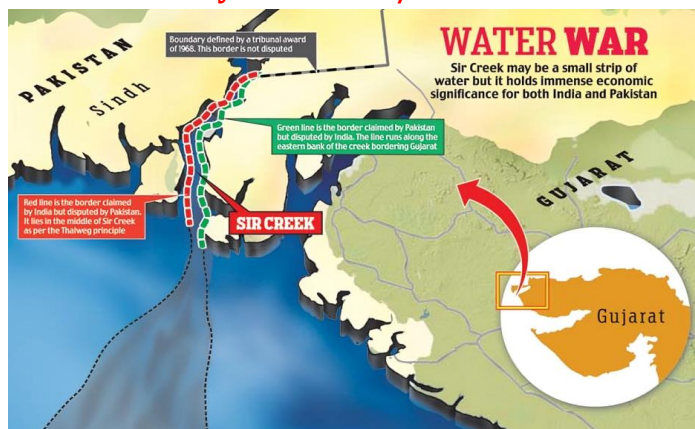 WATER WAR
Sir Creek may be a small strip of
water but it holds immense economic
significance for both India and Pakistan
Boundary defined by a tribunal award
of 1968. This border is not disputed
PAKISTAN
Sindh
Green line is the border claimed by Pakistan
but disputed by India. The line runs along the
eastern bank of the creek bordering Gujarat
GUJARAT
Red line is the border claimed
by India but disputed by Pakistan.
It lies in the middle of Sir Creek
as per the Thalweg principle
SIR CREEK
Gujarat